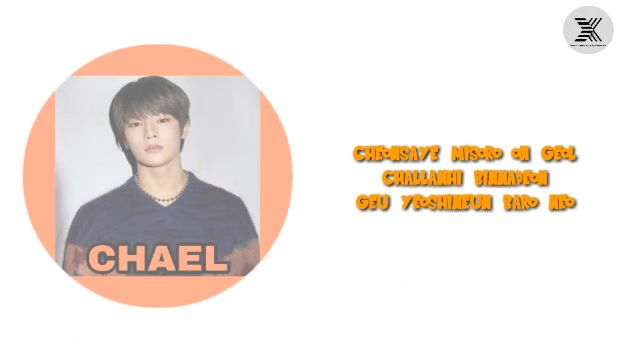 CHAEL
CHEONSAYE MISORO ON GEOL
CHALLANHI BINNADEON
GEU YEOSHINEUN BARO NEO